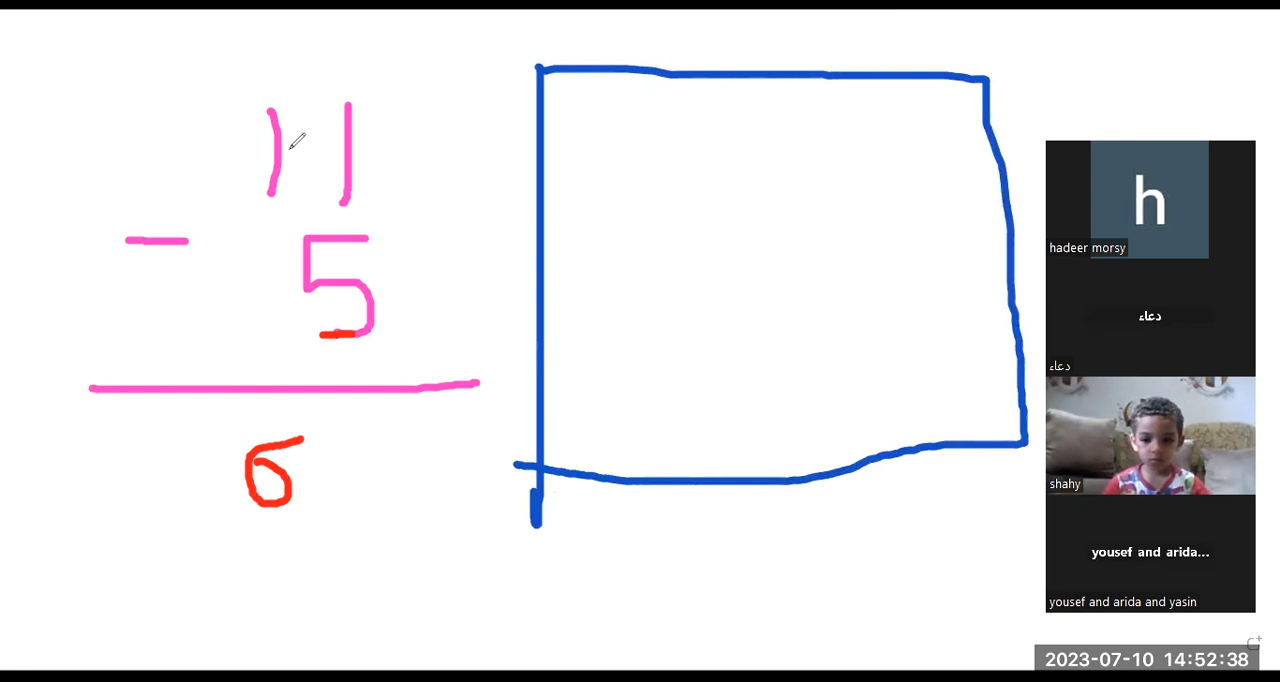 11
- 5
6
h
hadeer morsy
دعاء
دعاء
shahy
yousef and arida...
yousef and arida and yasin
2023-07-10 14:52:38